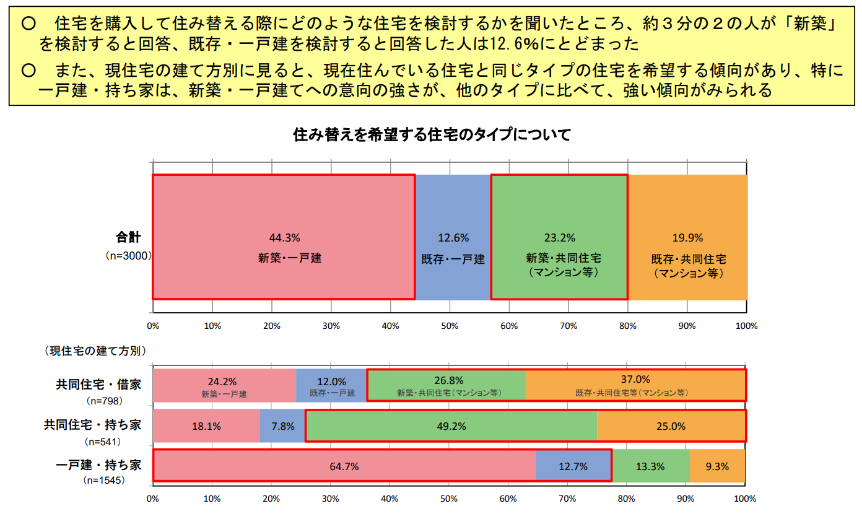 ○ 住宅を購入して住み替える際にどのような住宅を検討するかを聞いたところ、約３分の２の人が「新築」
を検討すると回答、既存・一戸建を検討すると回答した人は12.6%にとどまった
○ また、現住宅の建て方別に見ると、現在住んでいる住宅と同じタイプの住宅を希望する傾向があり、特に
一戸建・持ち家は、新築・一戸建てへの意向の強さが、他のタイプに比べて、強い傾向がみられる
住み替えを希望する住宅のタイプについて
0% 10% 20% 30% 40% 50% 60% 70% 80% 90% 100%
合計
(n=3000)
44.3%
新築・一戸建
12.6%
既存・一戸建
23.2%
新築・共同住宅
(マンション等)
19.9%
既存・共同住宅
(マンション等)
0% 10% 20% 30% 40% 50% 60% 70% 80% 90% 100%
(現住宅の建て方別)
共同住宅・借家
(n=798)
24.2%
新築・一戸建
12.0%
既存・一戸建
26.8%
新築・共同住宅(マンション等)
37.0%
既存・共同住宅等(マンション等)
共同住宅・持ち家
(n=541)
18.1% 7.8% 49.2% 25.0%
一戸建・持ち家
(n=1545)
64.7% 12.7% 13.3% 9.3%
0% 10% 20% 30% 40% 50% 60% 70% 80% 90% 100%